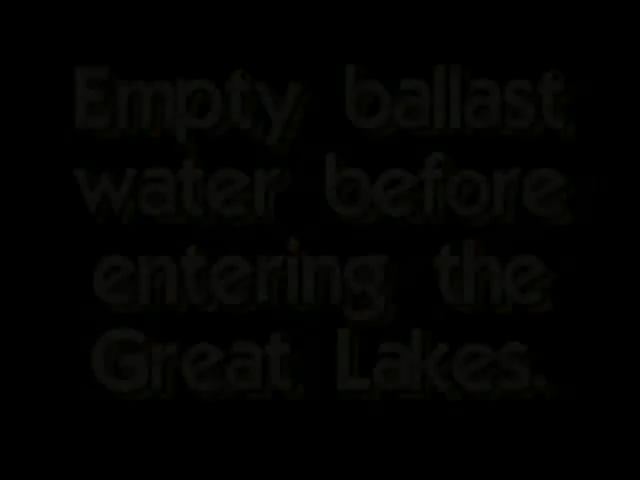 Empty ballast
water before
entering the
Great Lakes.